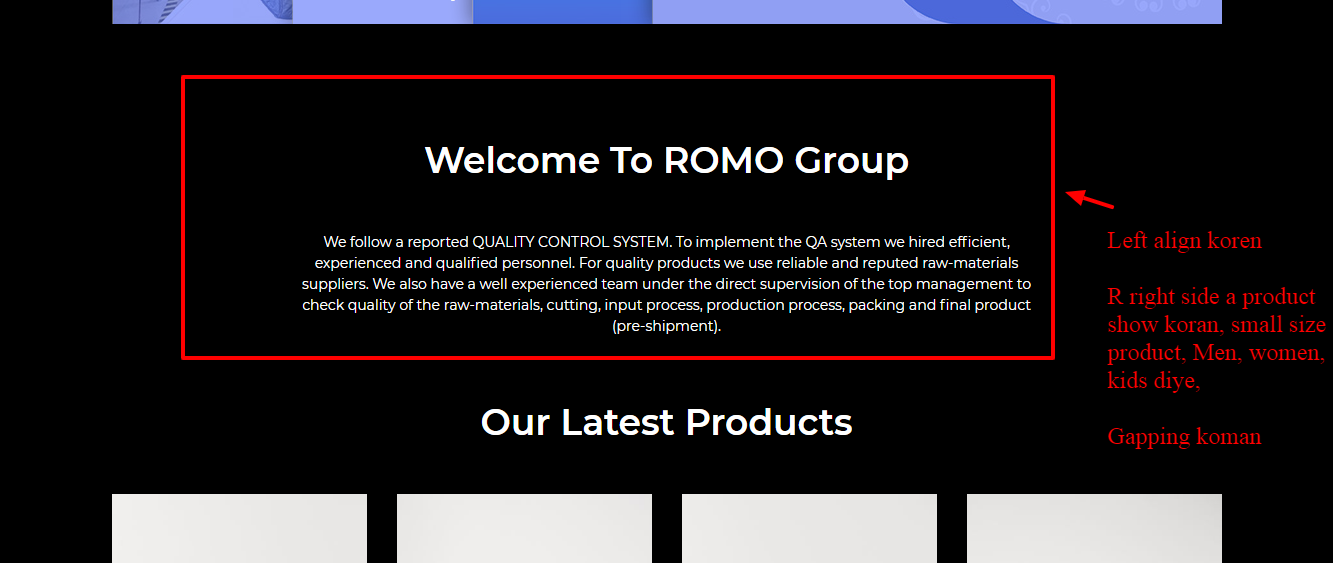 Welcome To ROMO Group
We follow a reported QUALITY CONTROL SYSTEM. To implement the QA system we hired efficient,
experienced and qualified personnel. For quality products we use reliable and reputed raw-materials
suppliers. We also have a well experienced team under the direct supervision of the top management to
check quality of the raw-materials, cutting, input process, production process, packing and final product
(pre-shipment).
Left align koren
R right side a product
show koran, small size
product, Men, women,
kids diye,
Gapping koman
Our Latest Products